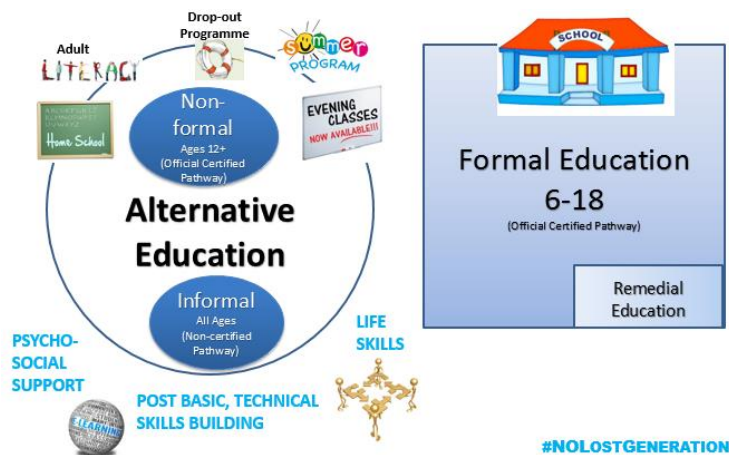 Adult
LITERACY
Drop-out
Programme
SUMMER
PROGRAM
Home School
EVENING
CLASSES
NOW AVAILABLE!!!
Non-
formal
Ages 12+
(Official Certified
Pathway)
Alternative
Education
Informal
All Ages
(Non-certified
Pathway)
PSYCHO-
SOCIAL
SUPPORT
E-LEARNING
POST BASIC, TECHNICAL
SKILLS BUILDING
LIFE
SKILLS
SCHOOL
Formal Education
6-18
(Official Certified Pathway)
Remedial
Education
#NOLOSTGENERATION